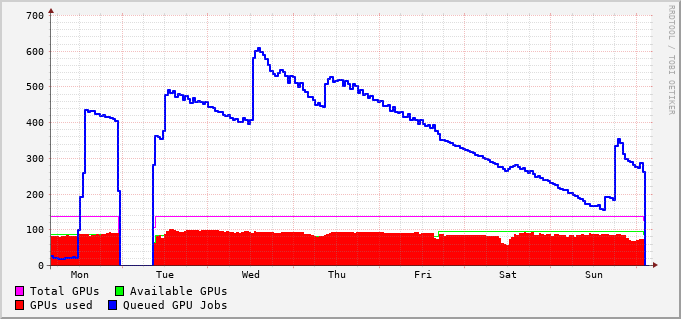 700
600
500
400
300
200
100
0
Mon Tue Wed Thu Fri Sat Sun
Total GPUs Available GPUs
GPUs used Queued GPU Jobs
RRDTOOL / TOBI OETIKER